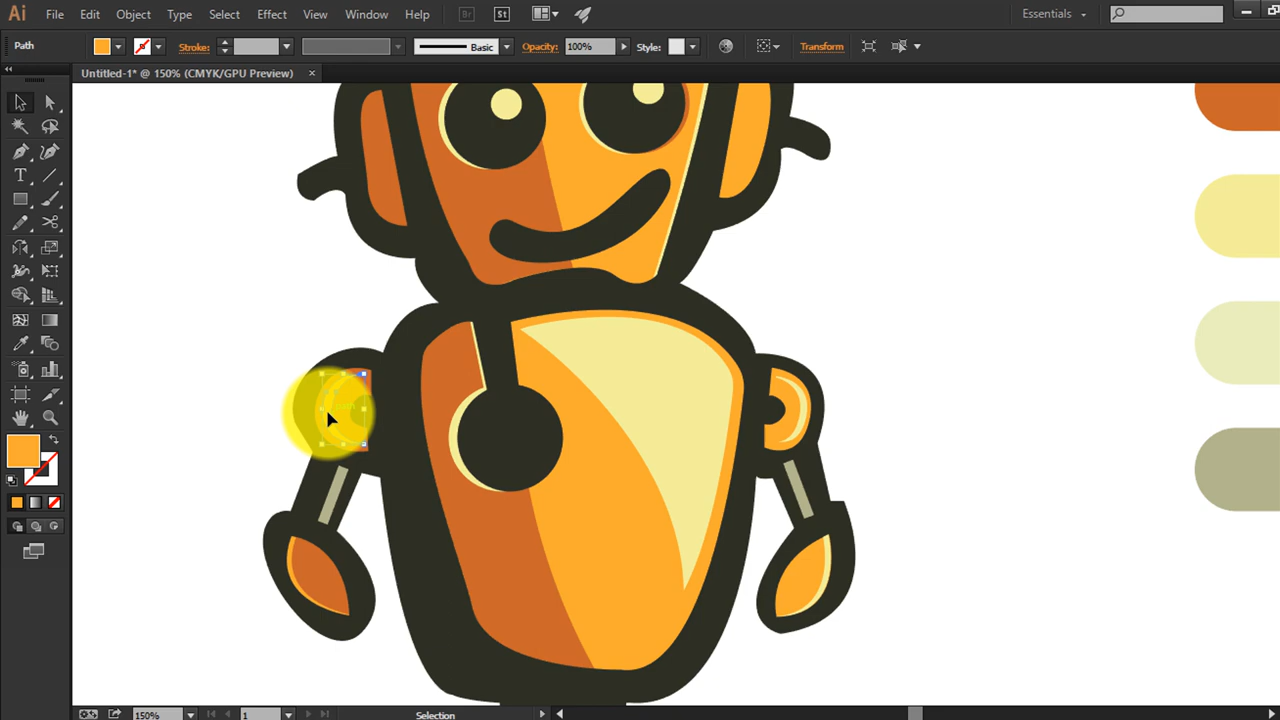 Ai File Edit Object Type Select Effect View Window Help Br St Essentials
Path Stroke: Basic Opacity: 100% Style: Transform
Untitled-1* @ 150% (CMYK/GPU Preview) ×
T
150% 1 Selection